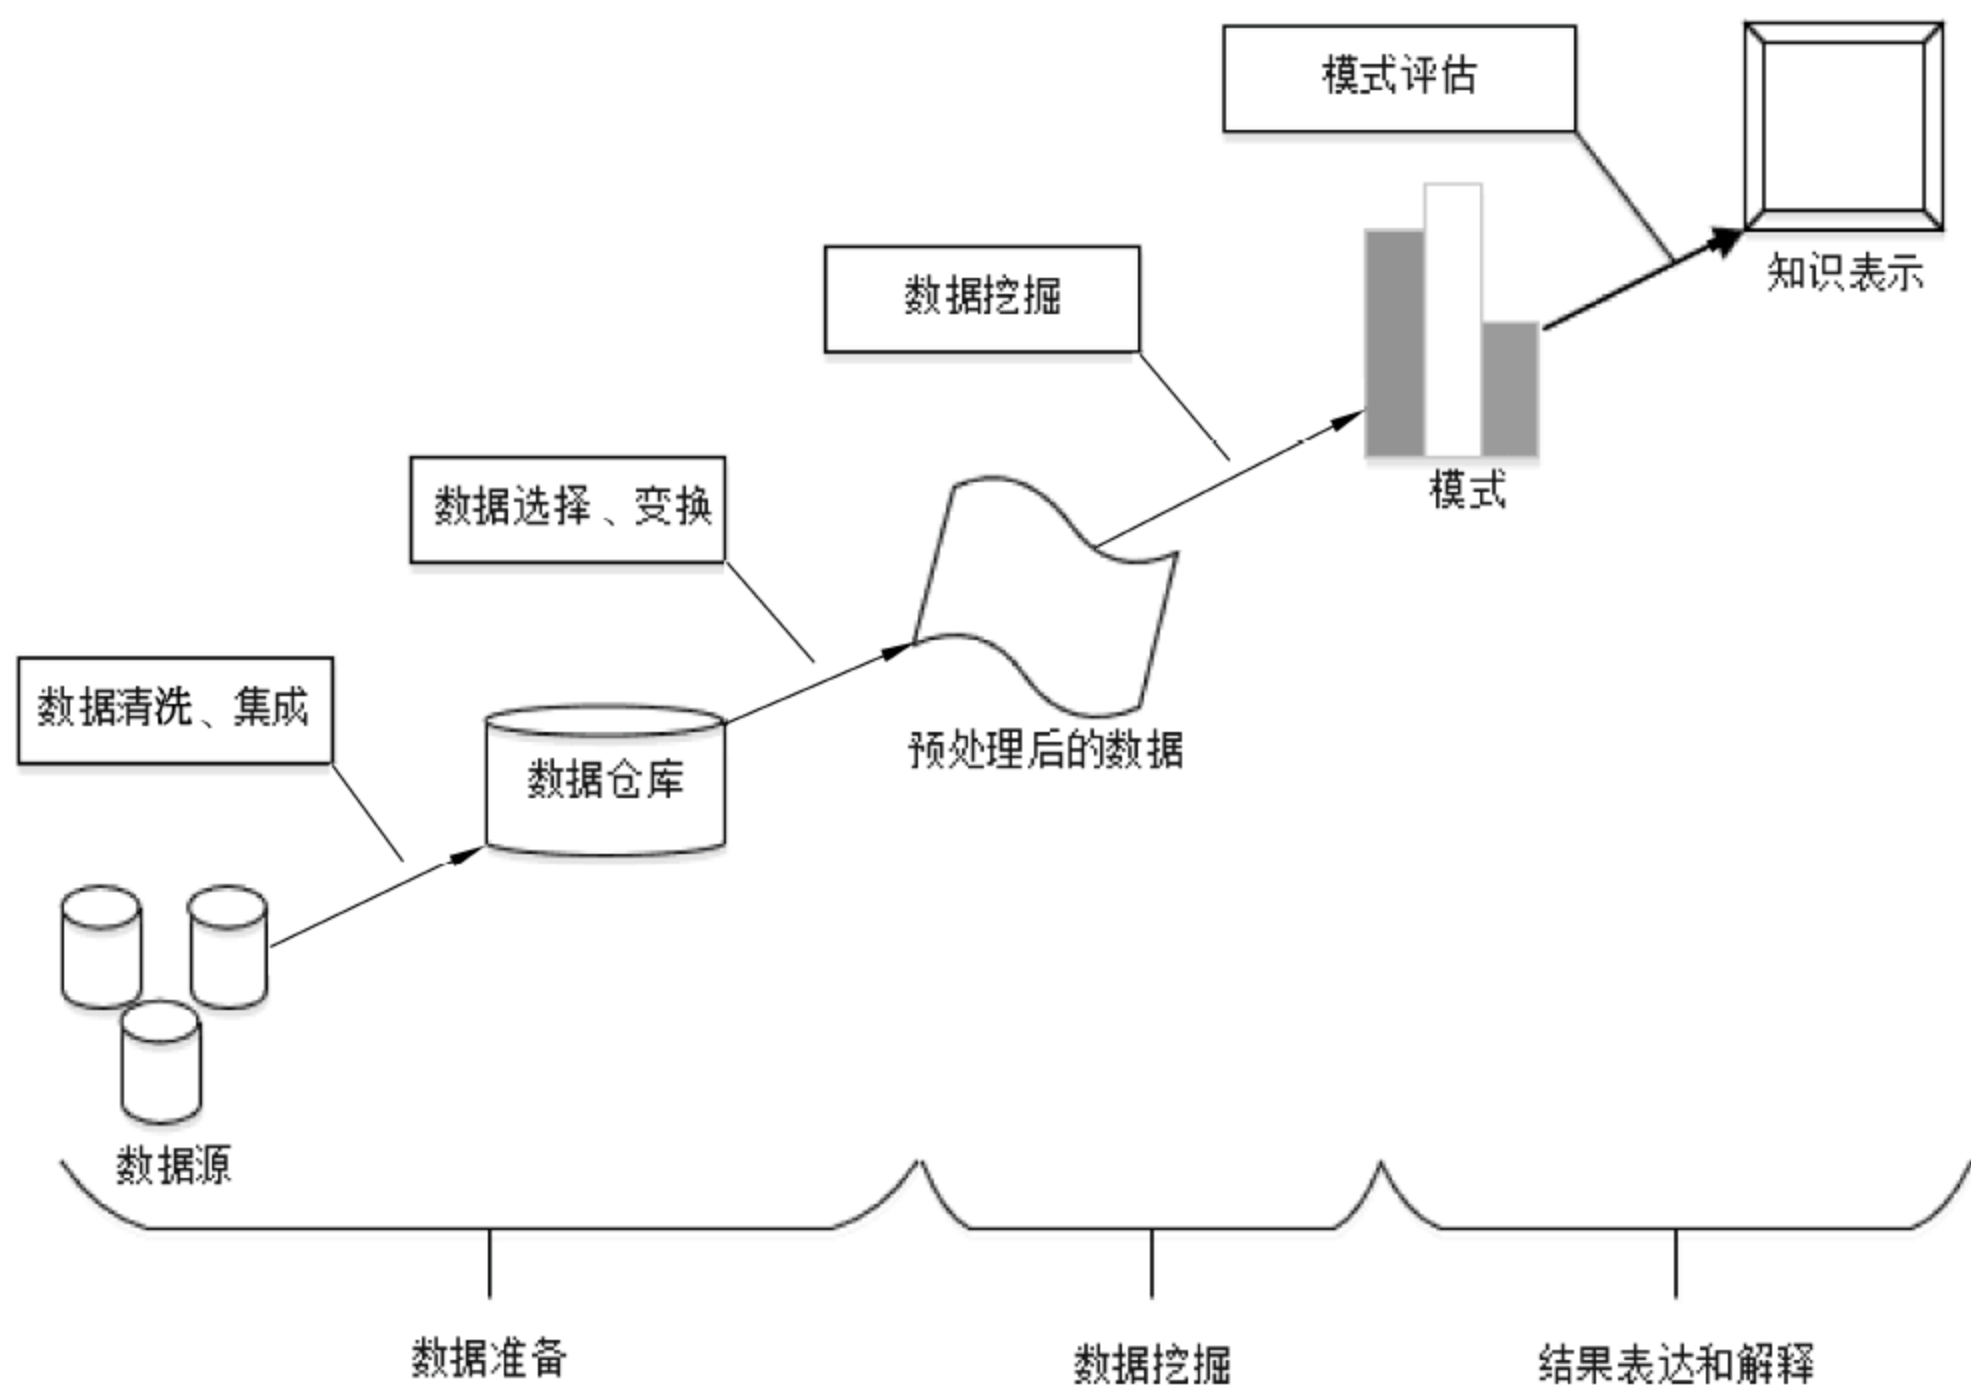 模式评估
知识表示
数据挖掘
模式
数据选择、变换
预处理后的数据
数据清洗、集成
数据仓库
数据源
数据准备
数据挖掘
结果表达和解释